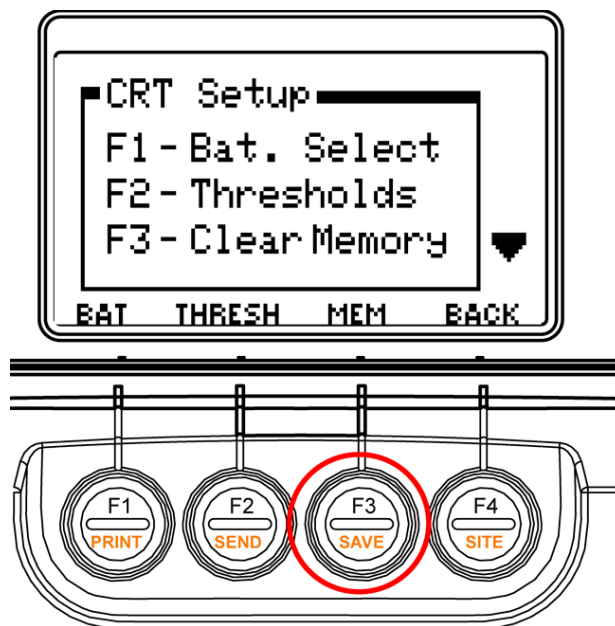 CRT Setup
F1-Bat. Select
F2-Thresholds
F3-Clear Memory
BAT THRESH MEM BACK
F1 F2 F3 F4
PRINT SEND SAVE SITE